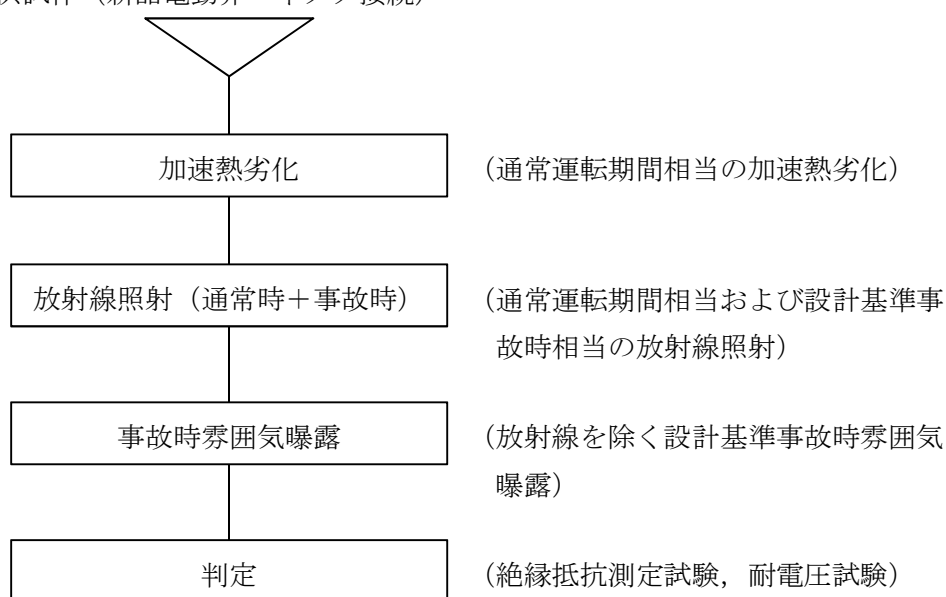 加速熱劣化
(通常運転期間相当の加速熱劣化)
放射線照射（通常時＋事故時）
(通常運転期間相当および設計基準事
故時相当の放射線照射）
事故時雰囲気曝露
(放射線を除く設計基準事故時雰囲気
曝露）
判定
(絶縁抵抗測定試験，耐電圧試験）